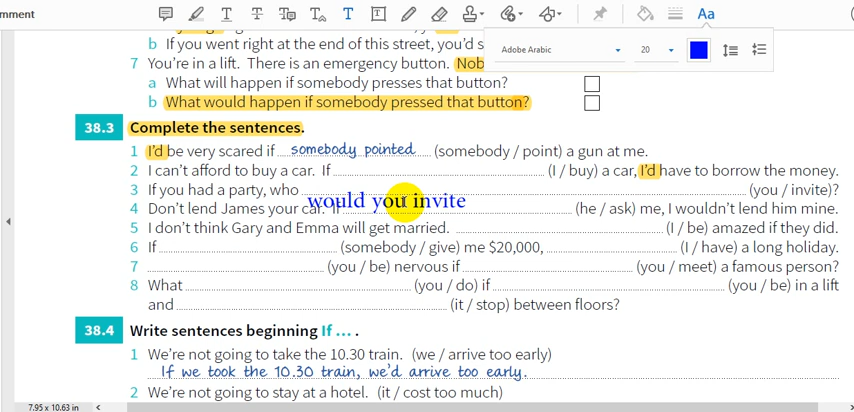 mment
Aa
b If you went right at the end of this street, you'd s
Adobe Arabic 20
7 You're in a lift. There is an emergency button. Nob
a What will happen if somebody presses that button?
b What would happen if somebody pressed that button?
38.3 Complete the sentences.
1 I'd be very scared if somebody pointed (somebody / point) a gun at me.
2 I can't afford to buy a car. If (I / buy) a car, I'd have to borrow the money.
3 If you had a party, who (you / invite)?
would you invite
4 Don't lend James your car. If (he / ask) me, I wouldn't lend him mine.
5 I don't think Gary and Emma will get married. (I / be) amazed if they did.
6 If (somebody / give) me $20,000, (I / have) a long holiday.
7 (you / be) nervous if (you / meet) a famous person?
8 What (you / do) if (you / be) in a lift
and (it / stop) between floors?
38.4 Write sentences beginning If ... .
1 We're not going to take the 10.30 train. (we / arrive too early)
If we took the 10.30 train, we'd arrive too early.
2 We're not going to stay at a hotel. (it / cost too much)
7.95 x 10.63 in